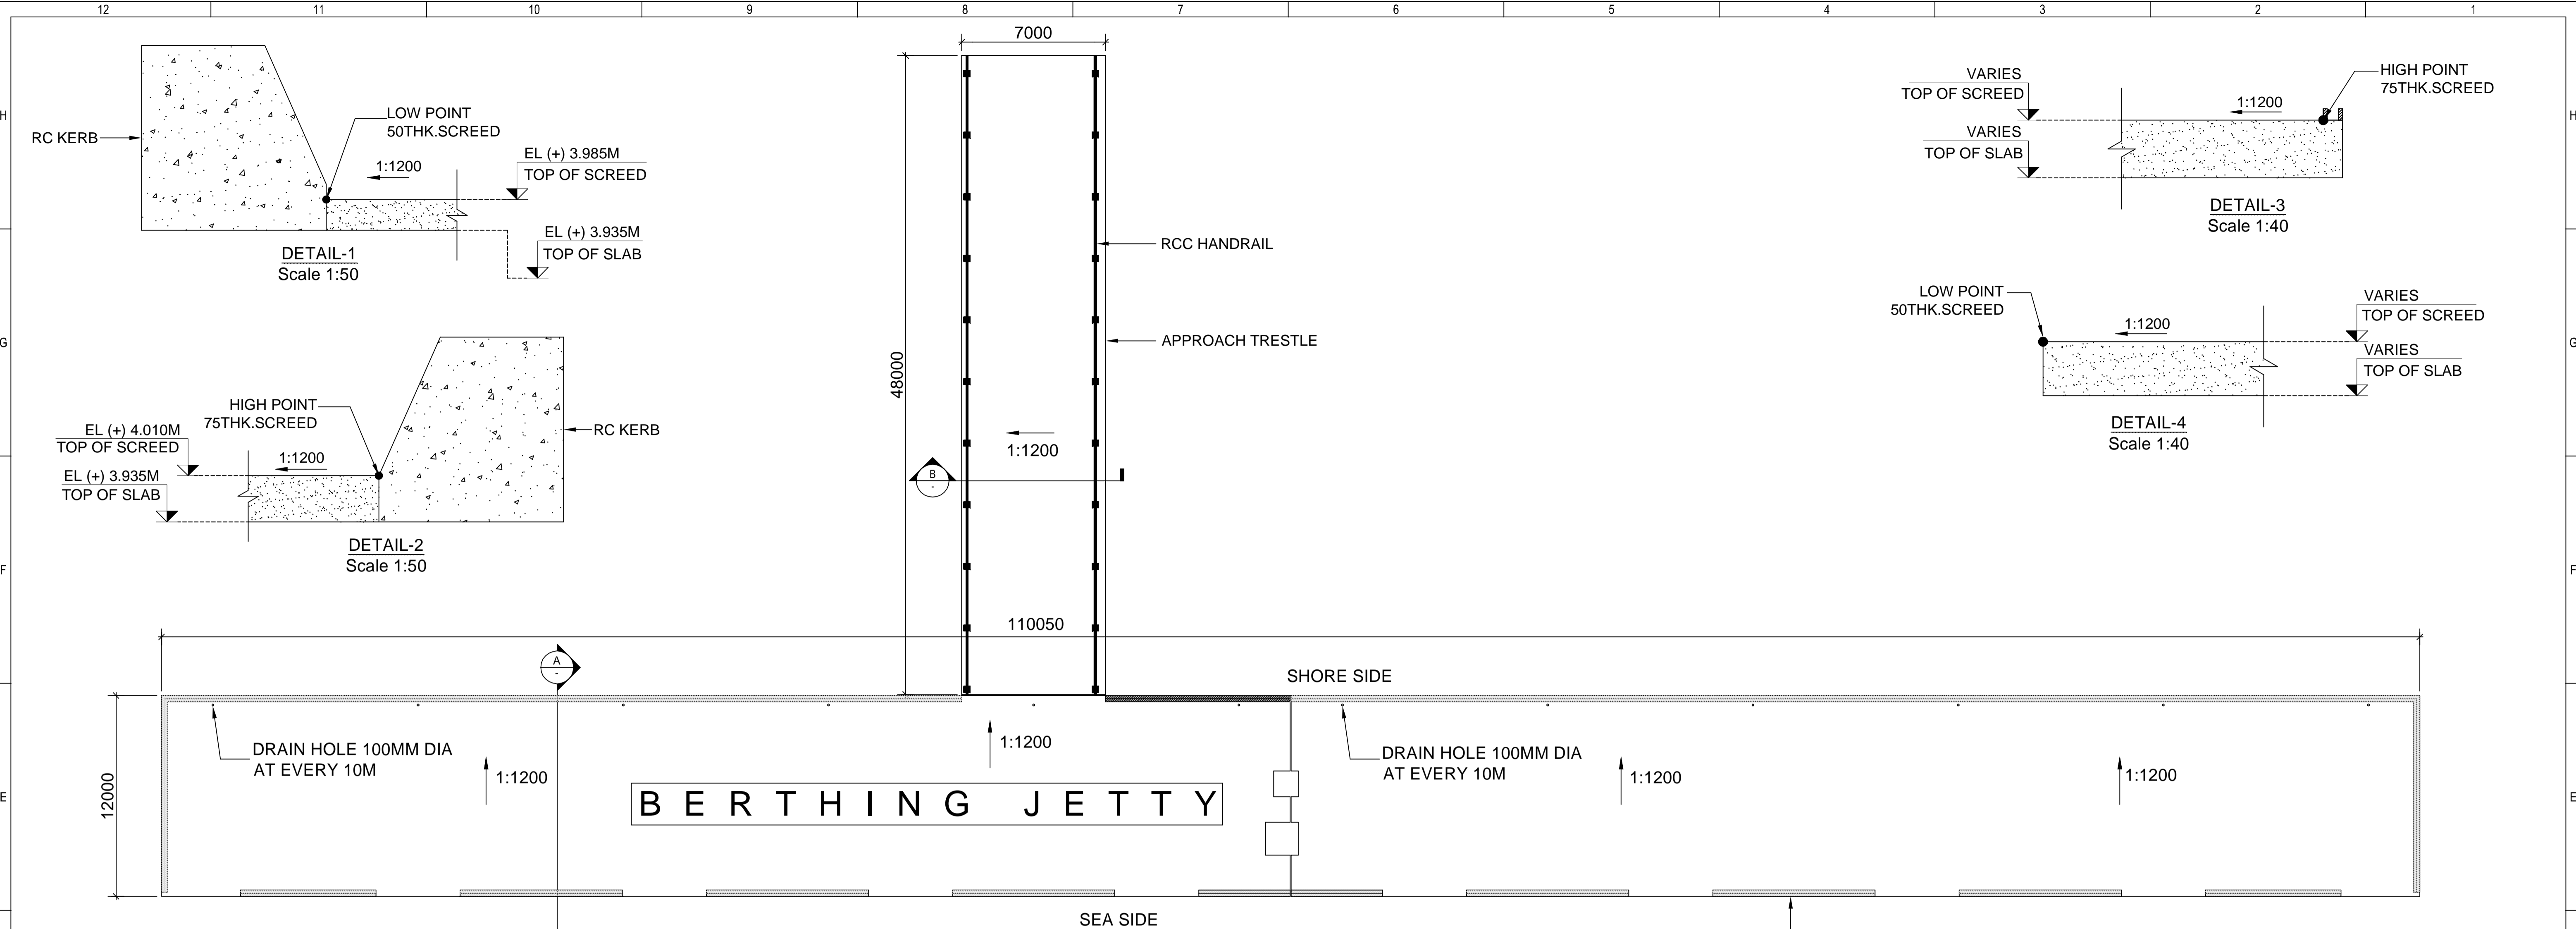 12 11 10 9 8 7 6 5 4 3 2 1
H
H
G
G
F
F
E
E
RC KERB
LOW POINT
50THK.SCREED
1:1200
EL (+) 3.985M
TOP OF SCREED
EL (+) 3.935M
TOP OF SLAB
DETAIL-1
Scale 1:50
HIGH POINT
75THK.SCREED
EL (+) 4.010M
TOP OF SCREED
1:1200
EL (+) 3.935M
TOP OF SLAB
RC KERB
DETAIL-2
Scale 1:50
7000
48000
RCC HANDRAIL
APPROACH TRESTLE
1:1200
B
-
110050
VARIES
TOP OF SCREED
VARIES
TOP OF SLAB
1:1200
HIGH POINT
75THK.SCREED
DETAIL-3
Scale 1:40
LOW POINT
50THK.SCREED
1:1200
VARIES
TOP OF SCREED
VARIES
TOP OF SLAB
DETAIL-4
Scale 1:40
A
-
SHORE SIDE
12000
DRAIN HOLE 100MM DIA
AT EVERY 10M
1:1200
1:1200
DRAIN HOLE 100MM DIA
AT EVERY 10M
1:1200
1:1200
BERTHING JETTY
SEA SIDE